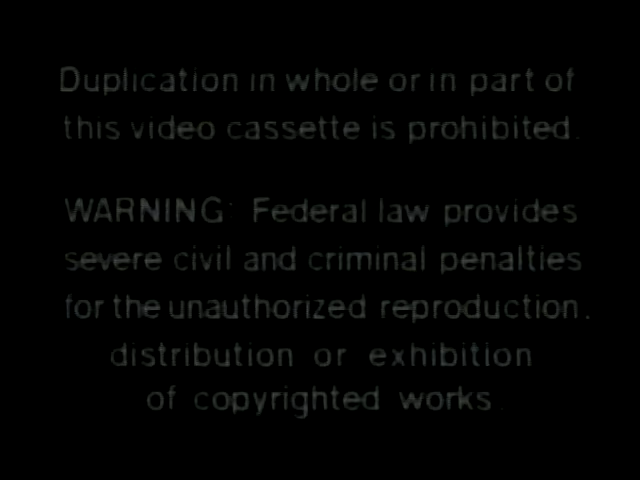 Duplication in whole or in part of
this video cassette is prohibited.
WARNING: Federal law provides
severe civil and criminal penalties
for the unauthorized reproduction.
distribution or exhibition
of copyrighted works.